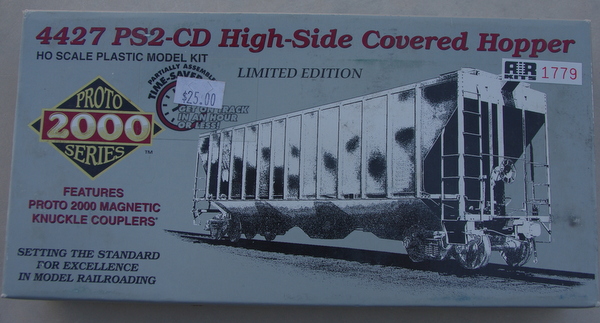 4427 PS2-CD High-Side Covered Hopper
HO SCALE PLASTIC MODEL KIT
LIMITED EDITION
1779
PARTIALLY ASSEMBLED
TIME-SAVER
$25.00
GET ON TRACK
IN AN HOUR
OR LESS!
PROTO
2000
SERIES
TM
FEATURES
PROTO 2000 MAGNETIC
KNUCKLE COUPLERS*
SETTING THE STANDARD
FOR EXCELLENCE
IN MODEL RAILROADING